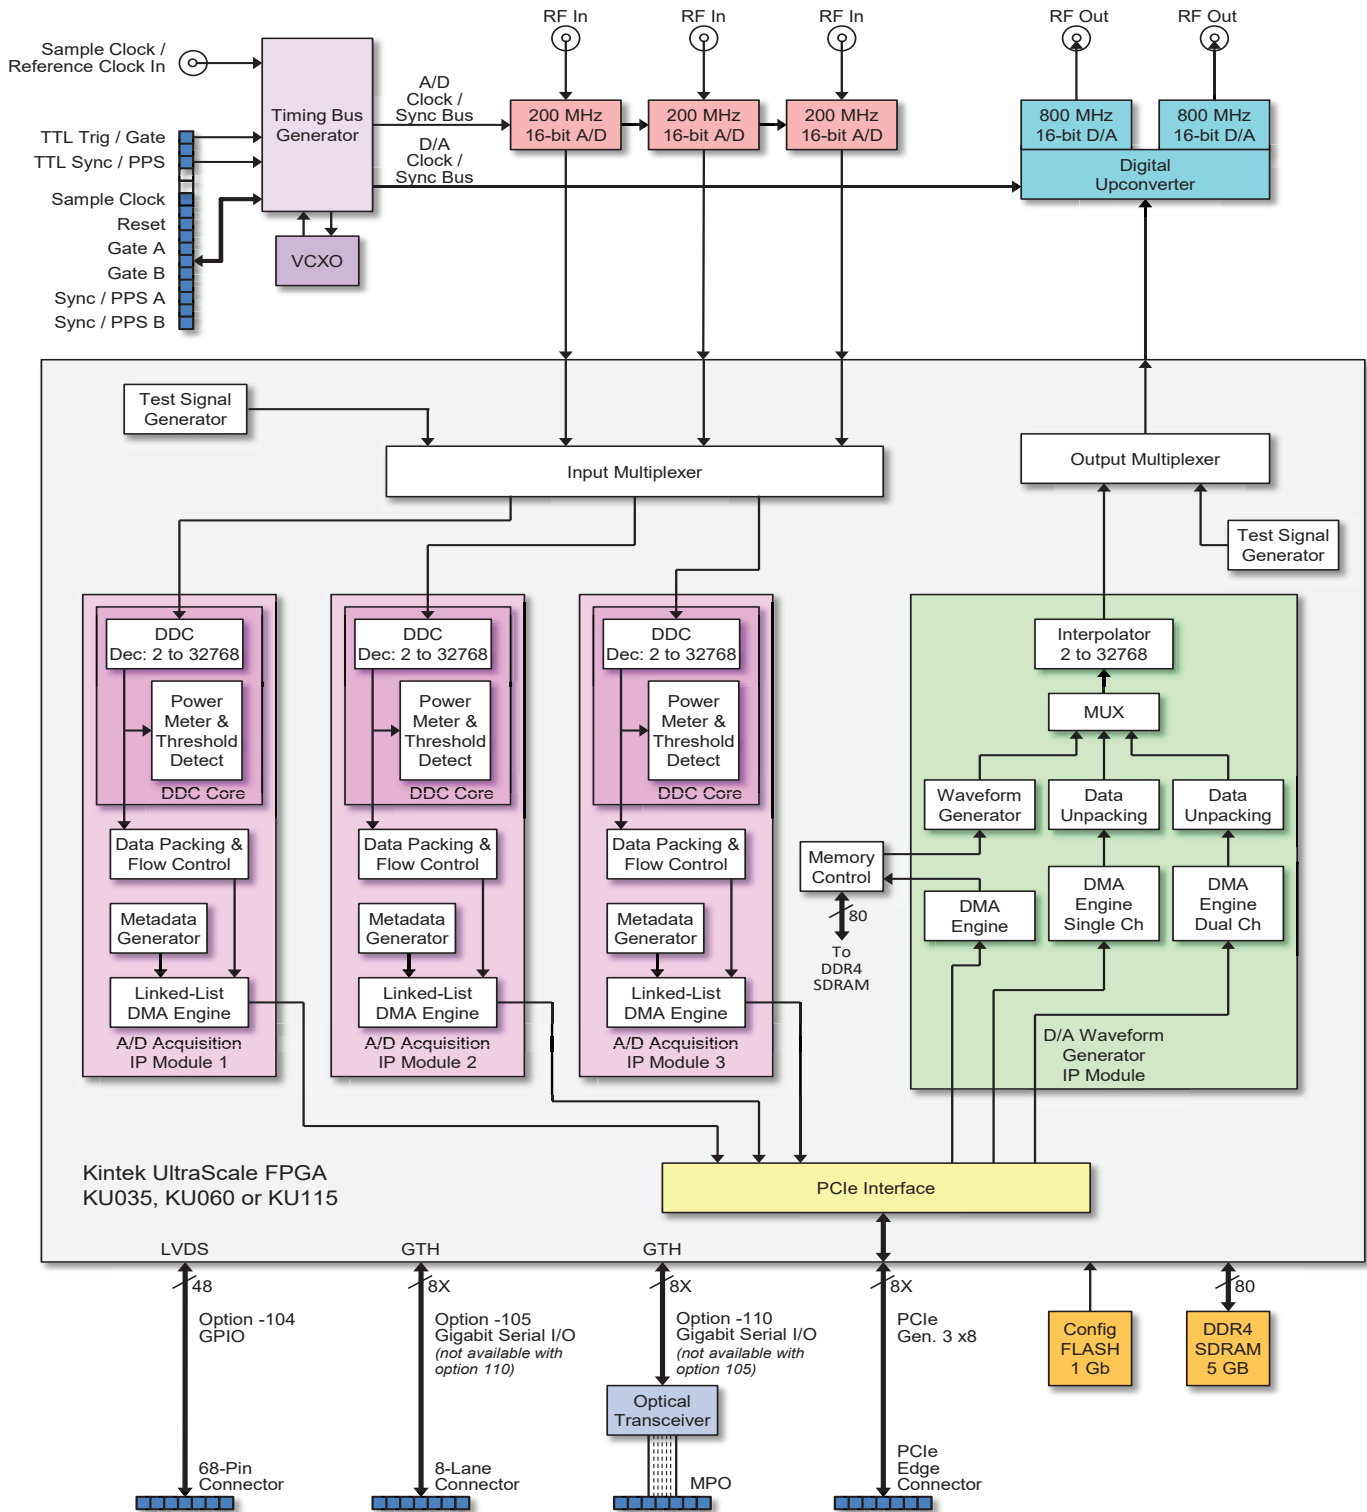 RF In
RF In
RF In
RF Out
RF Out
Sample Clock /
Reference Clock In
TTL Trig / Gate
TTL Sync / PPS
Sample Clock
Reset
Gate A
Gate B
Sync / PPS A
Sync / PPS B
Timing Bus
Generator
VCXO
A/D
Clock /
Sync Bus
D/A
Clock /
Sync Bus
200 MHz
16-bit A/D
200 MHz
16-bit A/D
200 MHz
16-bit A/D
800 MHz
16-bit D/A
800 MHz
16-bit D/A
Digital
Upconverter
Test Signal
Generator
Input Multiplexer
Output Multiplexer
Test Signal
Generator
DDC
Dec: 2 to 32768
Power
Meter &
Threshold
Detect
DDC Core
Data Packing &
Flow Control
Metadata
Generator
Linked-List
DMA Engine
A/D Acquisition
IP Module 1
DDC
Dec: 2 to 32768
Power
Meter &
Threshold
Detect
DDC Core
Data Packing &
Flow Control
Metadata
Generator
Linked-List
DMA Engine
A/D Acquisition
IP Module 2
DDC
Dec: 2 to 32768
Power
Meter &
Threshold
Detect
DDC Core
Data Packing &
Flow Control
Metadata
Generator
Linked-List
DMA Engine
A/D Acquisition
IP Module 3
Interpolator
2 to 32768
MUX
Waveform
Generator
Data
Unpacking
Data
Unpacking
Memory
Control
80
To
DDR4
SDRAM
DMA
Engine
DMA
Engine
Single Ch
DMA
Engine
Dual Ch
D/A Waveform
Generator
IP Module
Kintek UltraScale FPGA
KU035, KU060 or KU115
PCIe Interface
LVDS
GTH
GTH
48
8X
8X
8X
80
Option -104
GPIO
Option -105
Gigabit Serial I/O
(not available with
option 110)
Option -110
Gigabit Serial I/O
(not available with
option 105)
PCIe
Gen. 3 x8
Config
FLASH
1 Gb
DDR4
SDRAM
5 GB
Optical
Transceiver
68-Pin
Connector
8-Lane
Connector
MPO
PCIe
Edge
Connector